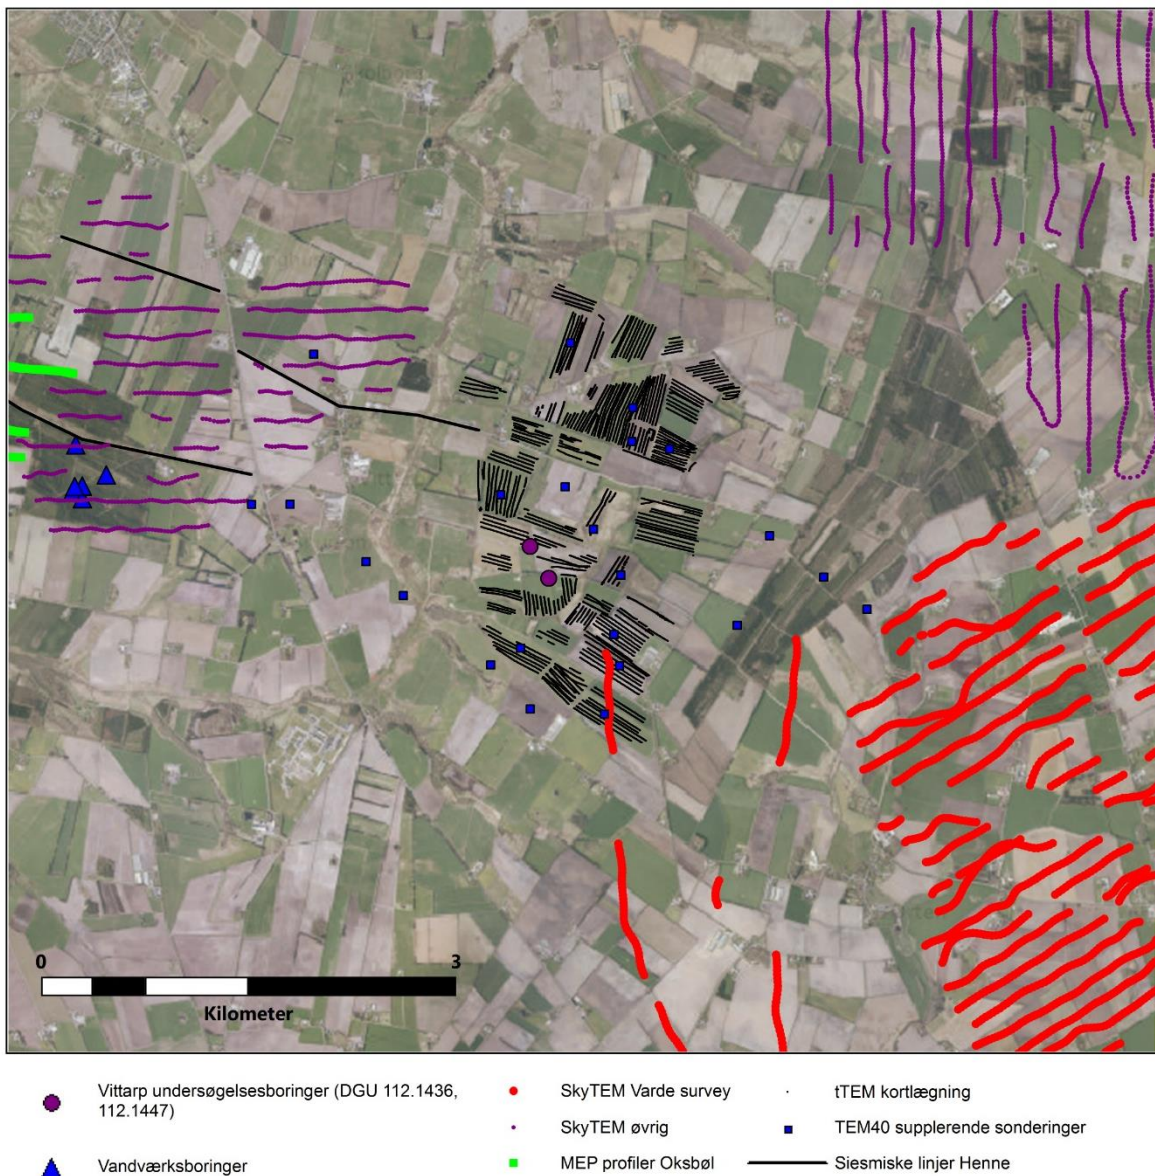 0
3
Kilometer
Vittarp undersøgelsesboringer (DGU 112.1436,
112.1447)
Vandværksboringer
SkyTEM Varde survey
SkyTEM øvrig
MEP profiler Oksbøl
tTEM kortlægning
TEM40 supplerende sonderinger
Siesmiske linjer Henne